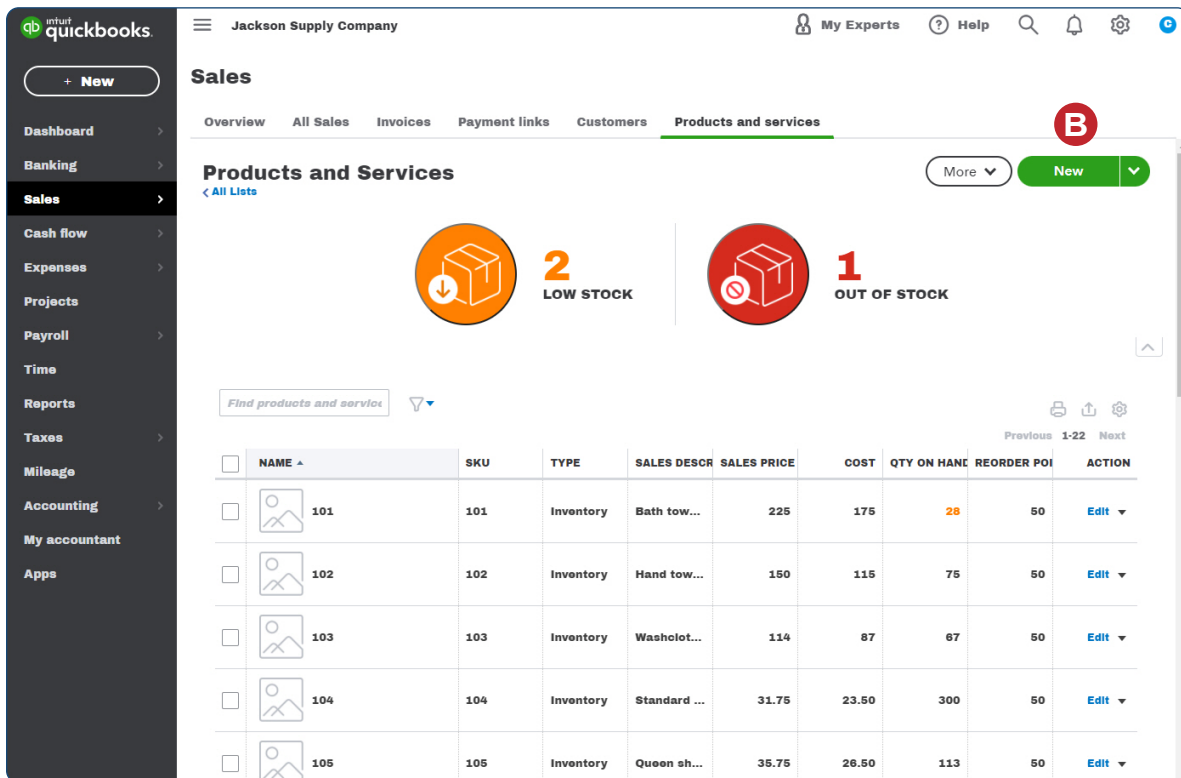 intuit
quickbooks.
Jackson Supply Company
My Experts
Help
C
+ New
Dashboard
Banking
Sales
Cash flow
Expenses
Projects
Payroll
Time
Reports
Taxes
Mileage
Accounting
My accountant
Apps
Sales
Overview All Sales Invoices Payment links Customers Products and services
B
Products and Services
All Lists
More
New
2
LOW STOCK
1
OUT OF STOCK
Find products and service
Previous 1-22 Next
NAME SKU TYPE SALES DESCR SALES PRICE COST QTY ON HAND REORDER POI ACTION
101 101 Inventory Bath tow... 225 175 28 50 Edit
102 102 Inventory Hand tow... 150 115 75 50 Edit
103 103 Inventory Washclot... 114 87 67 50 Edit
104 104 Inventory Standard ... 31.75 23.50 300 50 Edit
105 105 Inventory Queen sh... 35.75 26.50 113 50 Edit